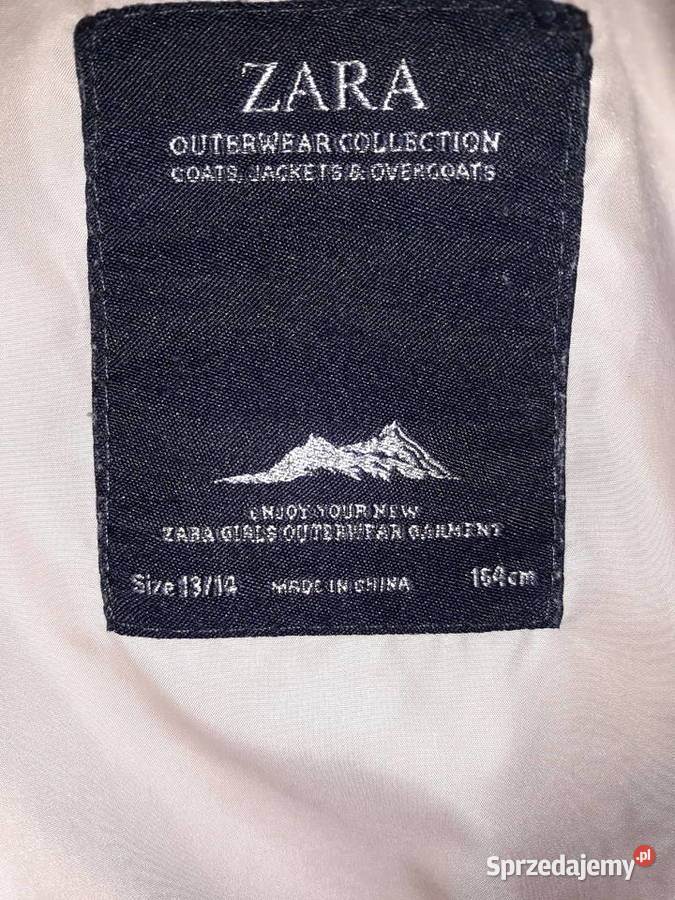 ZARA
OUTERWEAR COLLECTION
COATS, JACKETS & OVERCOATS
ENJOY YOUR NEW
ZARA GIRLS OUTERWEAR GARMENT
Size 13/14 MADE IN CHINA 164cm
Sprzedajemy.pl